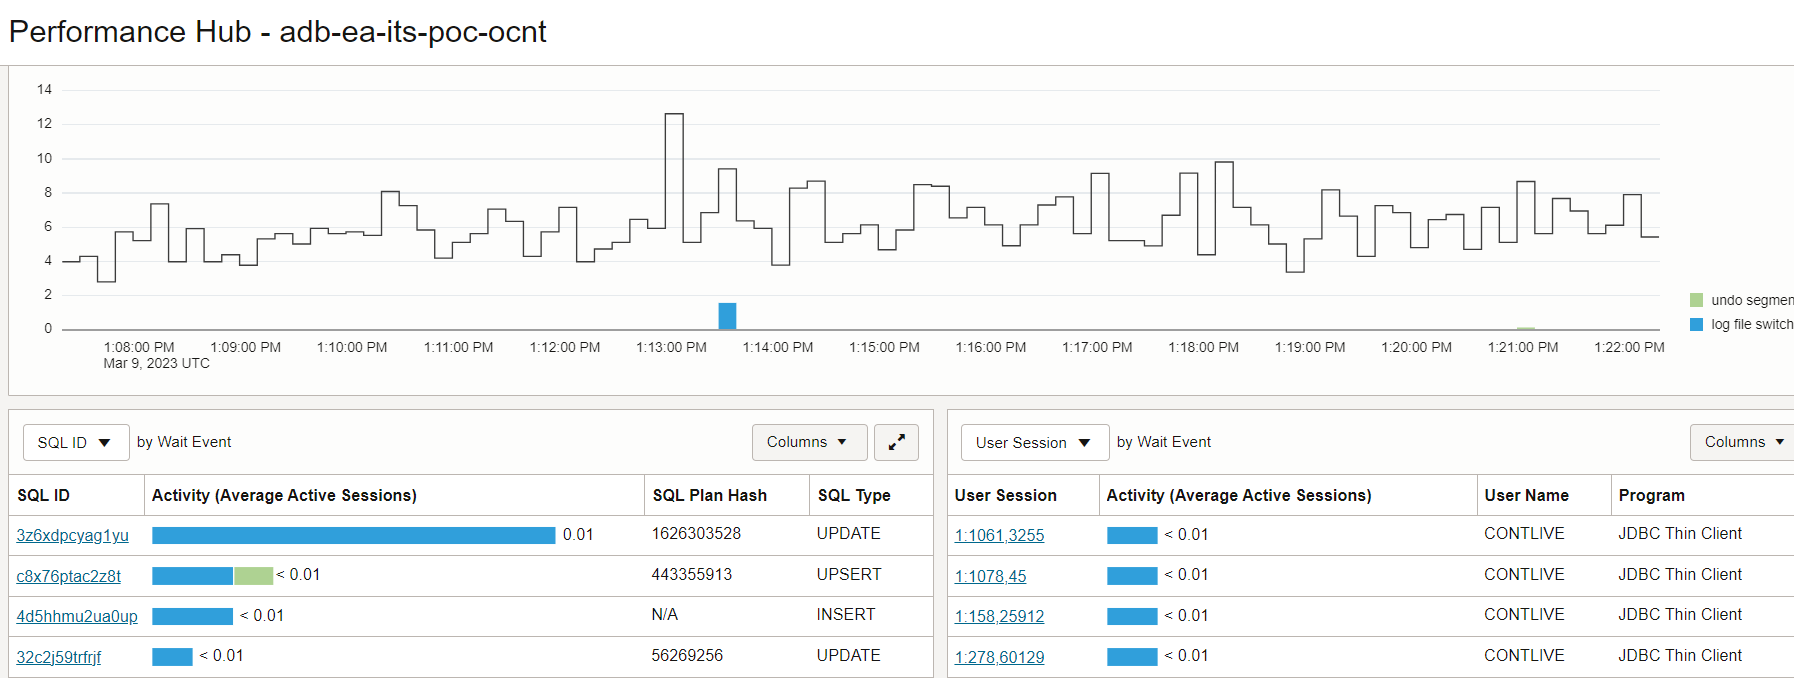 Performance Hub - adb-ea-its-poc-ocnt
14
12
10
8
6
4
2
0
1:08:00 PM 1:09:00 PM 1:10:00 PM 1:11:00 PM 1:12:00 PM 1:13:00 PM 1:14:00 PM 1:15:00 PM 1:16:00 PM 1:17:00 PM 1:18:00 PM 1:19:00 PM 1:20:00 PM 1:21:00 PM 1:22:00 PM
Mar 9, 2023 UTC
undo segmen
log file switch
SQL ID by Wait Event Columns
SQL ID Activity (Average Active Sessions) SQL Plan Hash SQL Type
3z6xdpcyag1yu 0.01 1626303528 UPDATE
c8x76ptac2z8t < 0.01 443355913 UPSERT
4d5hhmu2ua0up < 0.01 N/A INSERT
32c2j59trfrjf < 0.01 56269256 UPDATE
User Session by Wait Event Columns
User Session Activity (Average Active Sessions) User Name Program
1:1061,3255 < 0.01 CONTLIVE JDBC Thin Client
1:1078,45 < 0.01 CONTLIVE JDBC Thin Client
1:158,25912 < 0.01 CONTLIVE JDBC Thin Client
1:278,60129 < 0.01 CONTLIVE JDBC Thin Client